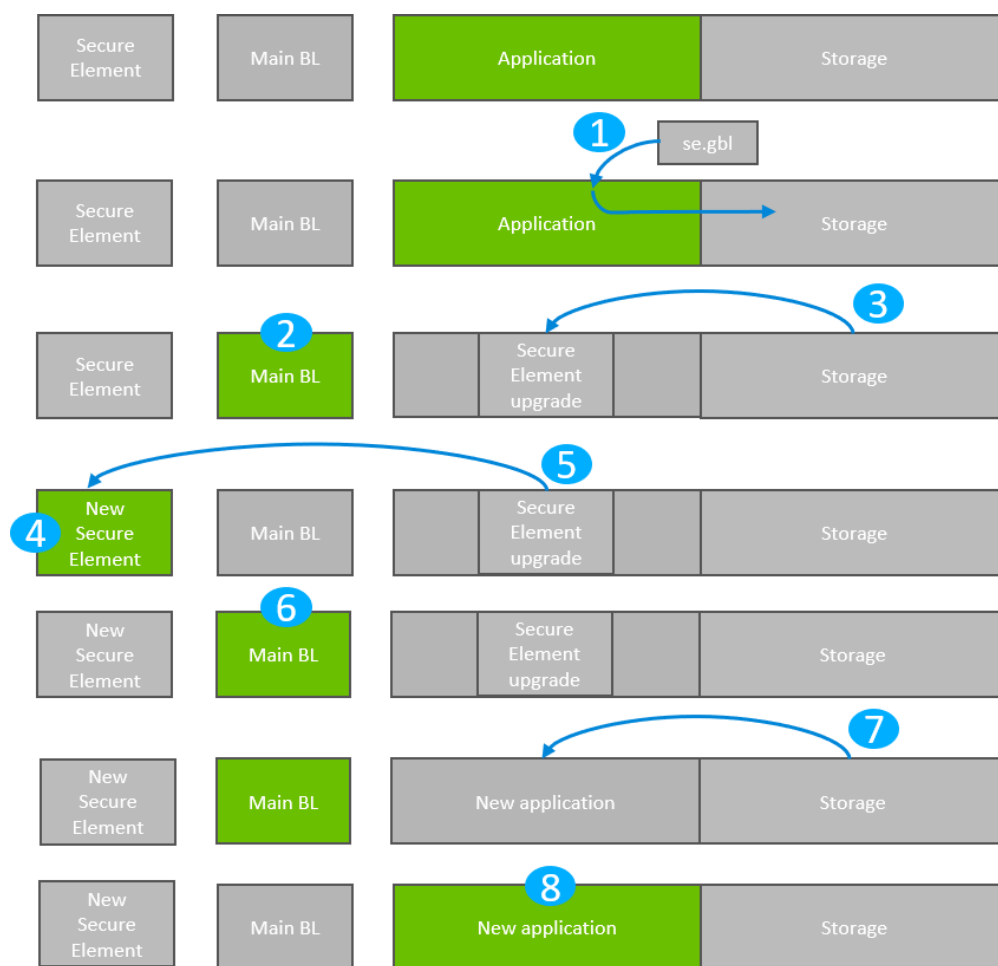 Secure
Element
Main BL
Application
Storage
1
se.gbl
Secure
Element
Main BL
Application
Storage
2
3
Secure
Element
Main BL
Secure
Element
upgrade
Storage
5
4
New
Secure
Element
Main BL
Secure
Element
upgrade
Storage
6
New
Secure
Element
Main BL
Secure
Element
upgrade
Storage
7
New
Secure
Element
Main BL
New application
Storage
8
New
Secure
Element
Main BL
New application
Storage